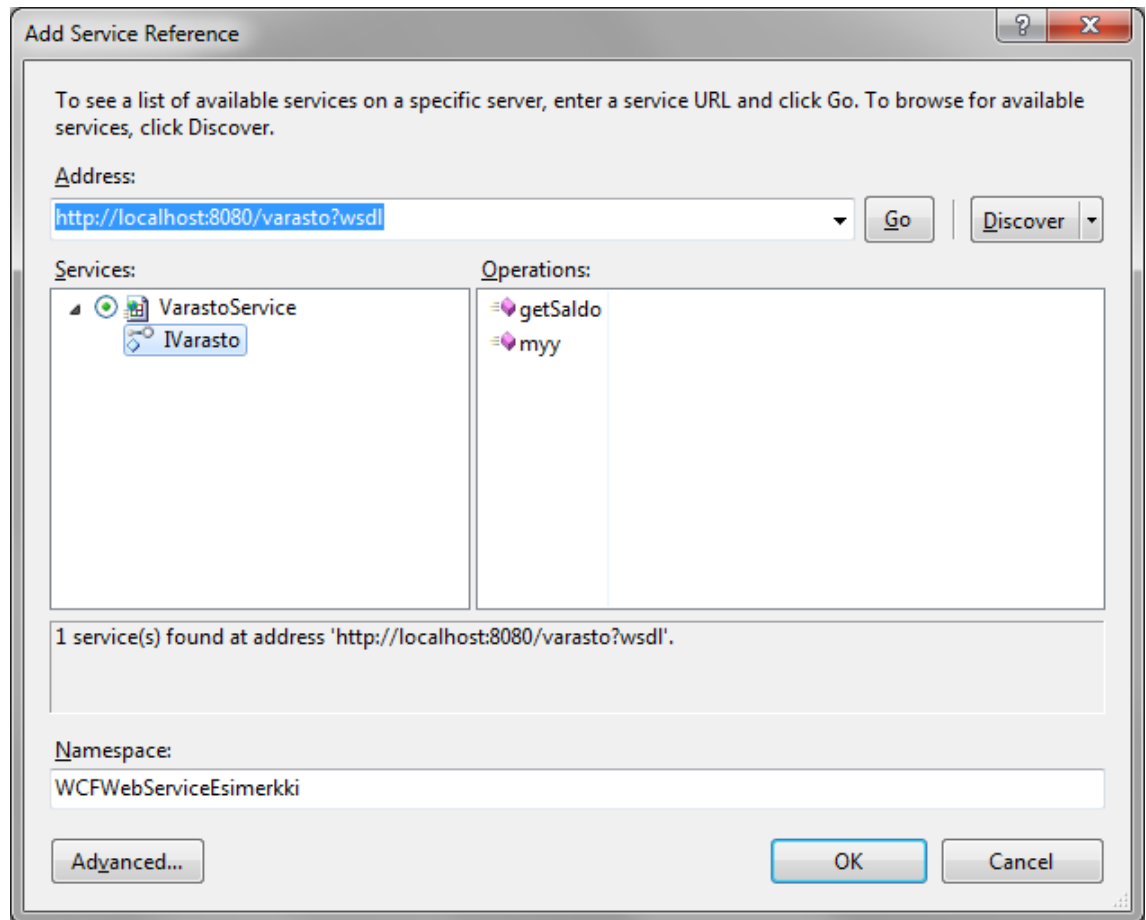 Add Service Reference
To see a list of available services on a specific server, enter a service URL and click Go. To browse for available
services, click Discover.
Address:
http://localhost:8080/varasto?wsdl
Go
Discover
Services:
Operations:
VarastoService
IVarasto
getSaldo
myy
1 service(s) found at address 'http://localhost:8080/varasto?wsdl'.
Namespace:
WCFWebServiceEsimerkki
Advanced...
OK
Cancel